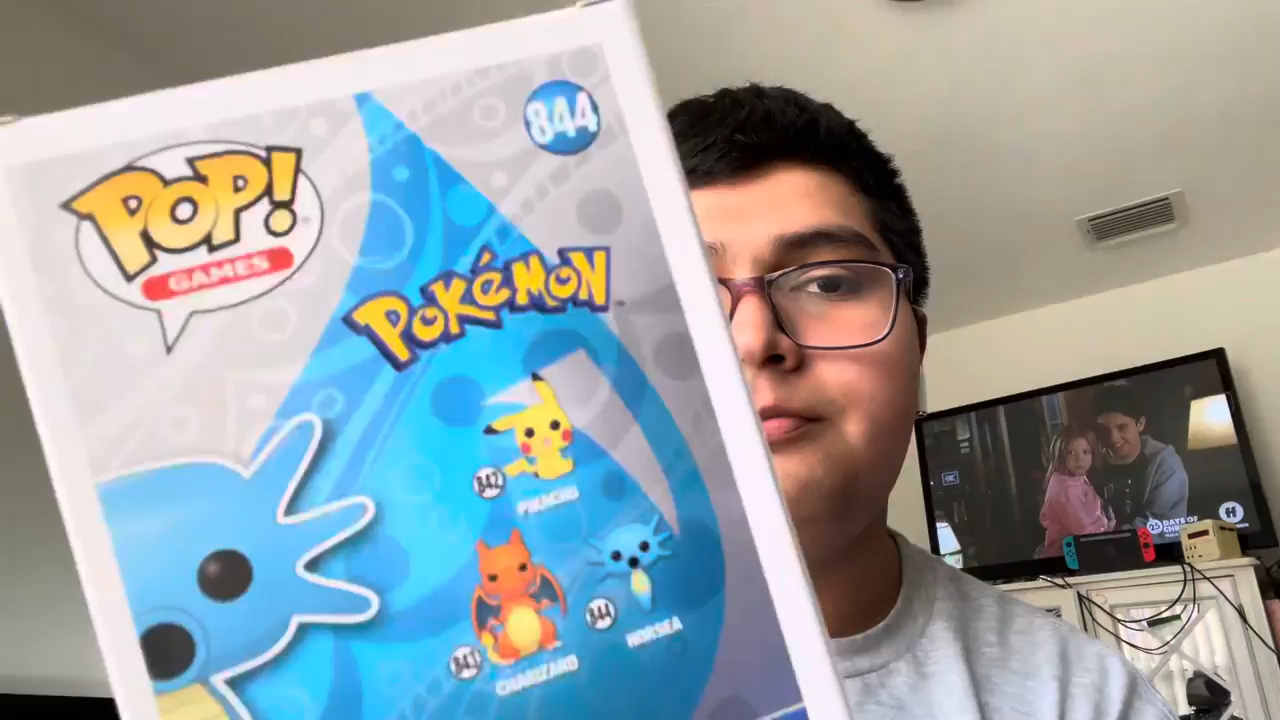 844
POP!
GAMES
POKéMON
842
PIKACHU
843
CHARIZARD
844
HORSEA
25 DAYS OF
H